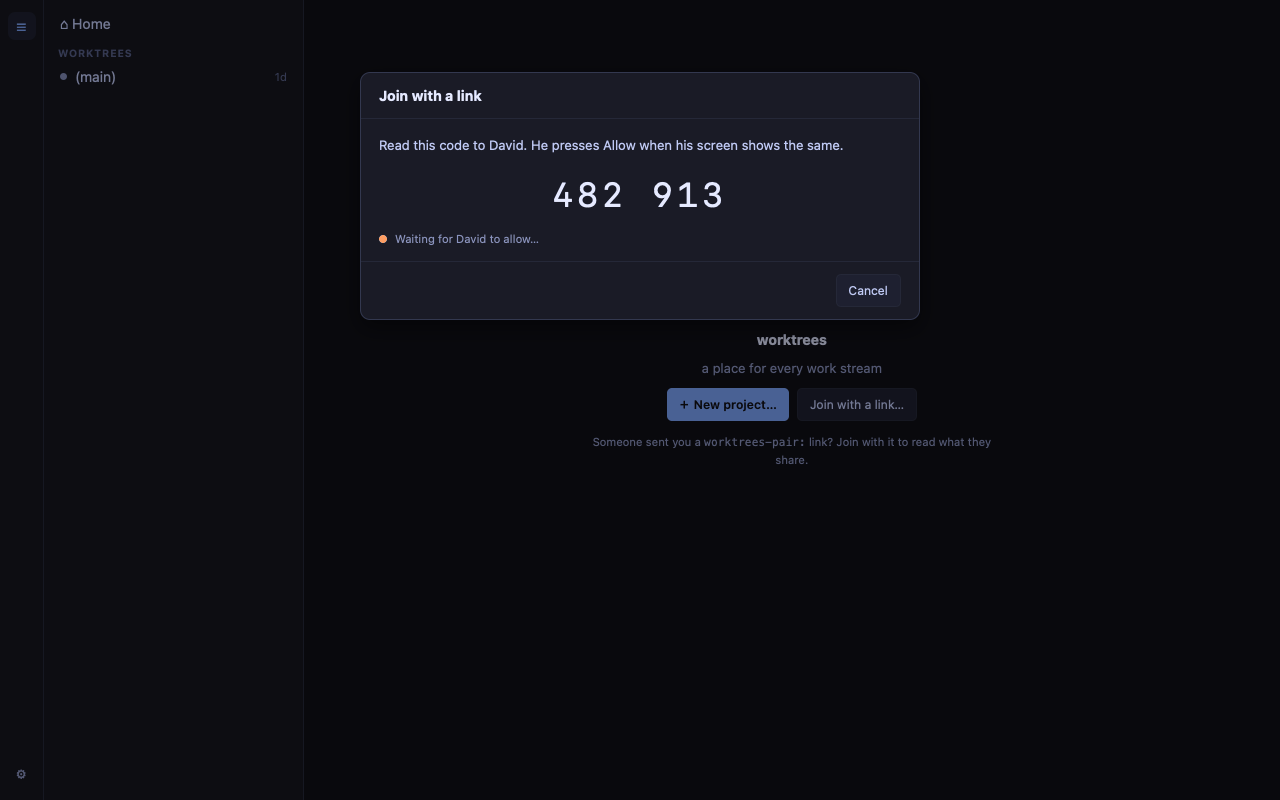 Home
WORKTREES
(main) 1d
Join with a link
Read this code to David. He presses Allow when his screen shows the same.
482 913
Waiting for David to allow…
Cancel
worktrees
a place for every work stream
+ New project… Join with a link…
Someone sent you a worktrees-pair: link? Join with it to read what they
share.